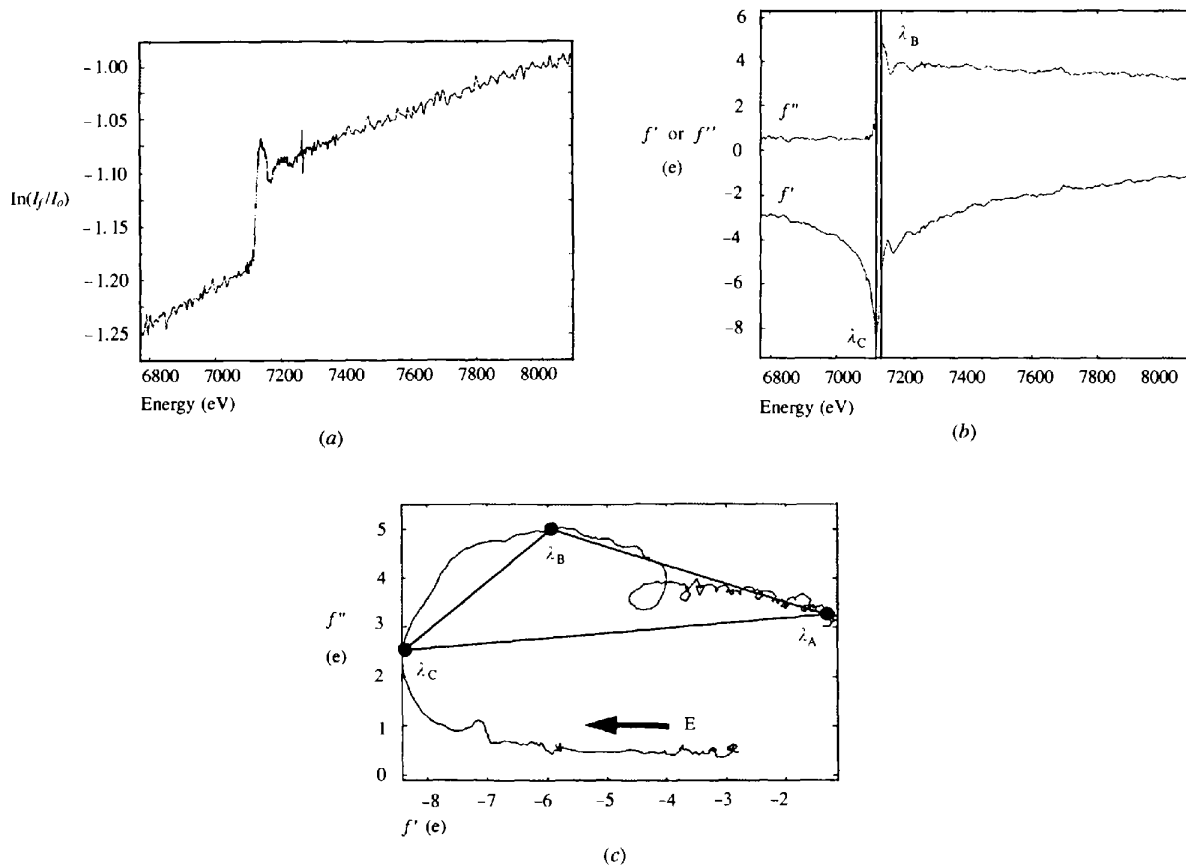 −1.00
−1.05
−1.10
−1.15
−1.20
−1.25
In(I_f/I_o)
6800 7000 7200 7400 7600 7800 8000
Energy (eV)
(a)
6
4
2
0
−2
−4
−6
−8
f' or f''
(e)
λ_B
f''
f'
λ_C
6800 7000 7200 7400 7600 7800 8000
Energy (eV)
(b)
5
4
3
2
1
0
f''
(e)
λ_B
λ_A
λ_C
E
−8 −7 −6 −5 −4 −3 −2
f' (e)
(c)